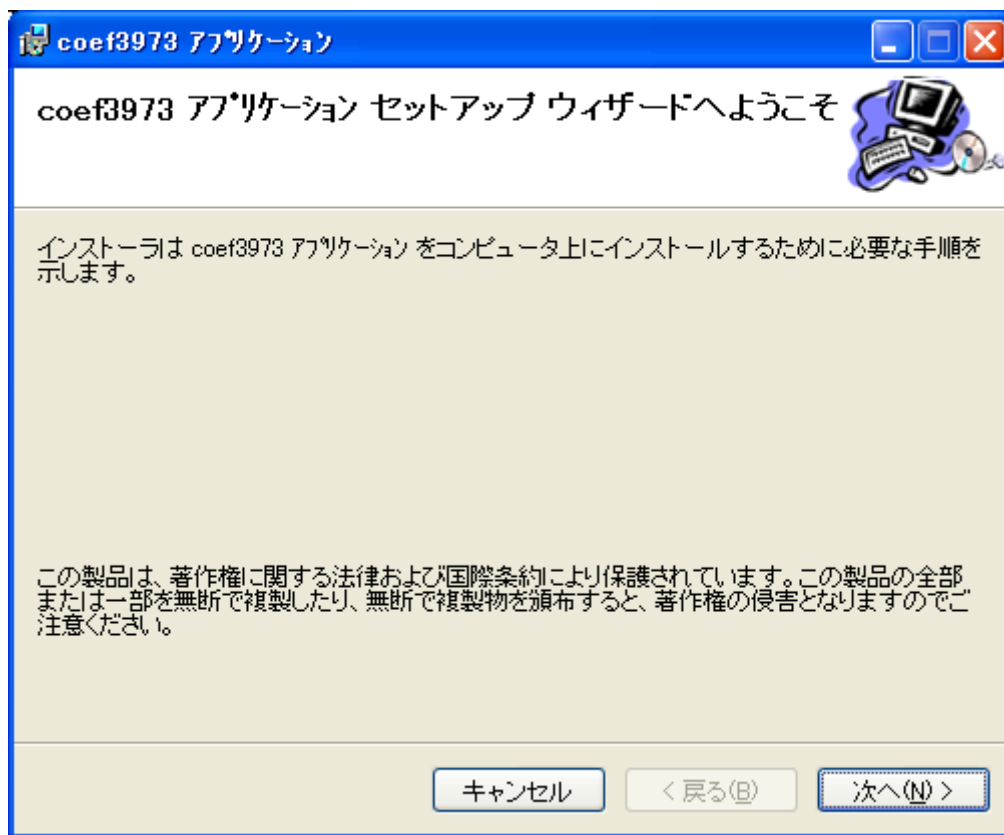 coef3973 ｱﾌﾟﾘｹｰｼｮﾝ
coef3973 ｱﾌﾟﾘｹｰｼｮﾝ セットアップ ウィザードへようこそ
インストーラは coef3973 ｱﾌﾟﾘｹｰｼｮﾝ をコンピュータ上にインストールするために必要な手順を
示します。
この製品は、著作権に関する法律および国際条約により保護されています。この製品の全部
または一部を無断で複製したり、無断で複製物を頒布すると、著作権の侵害となりますのでご
注意ください。
キャンセル
< 戻る(B)
次へ(N) >